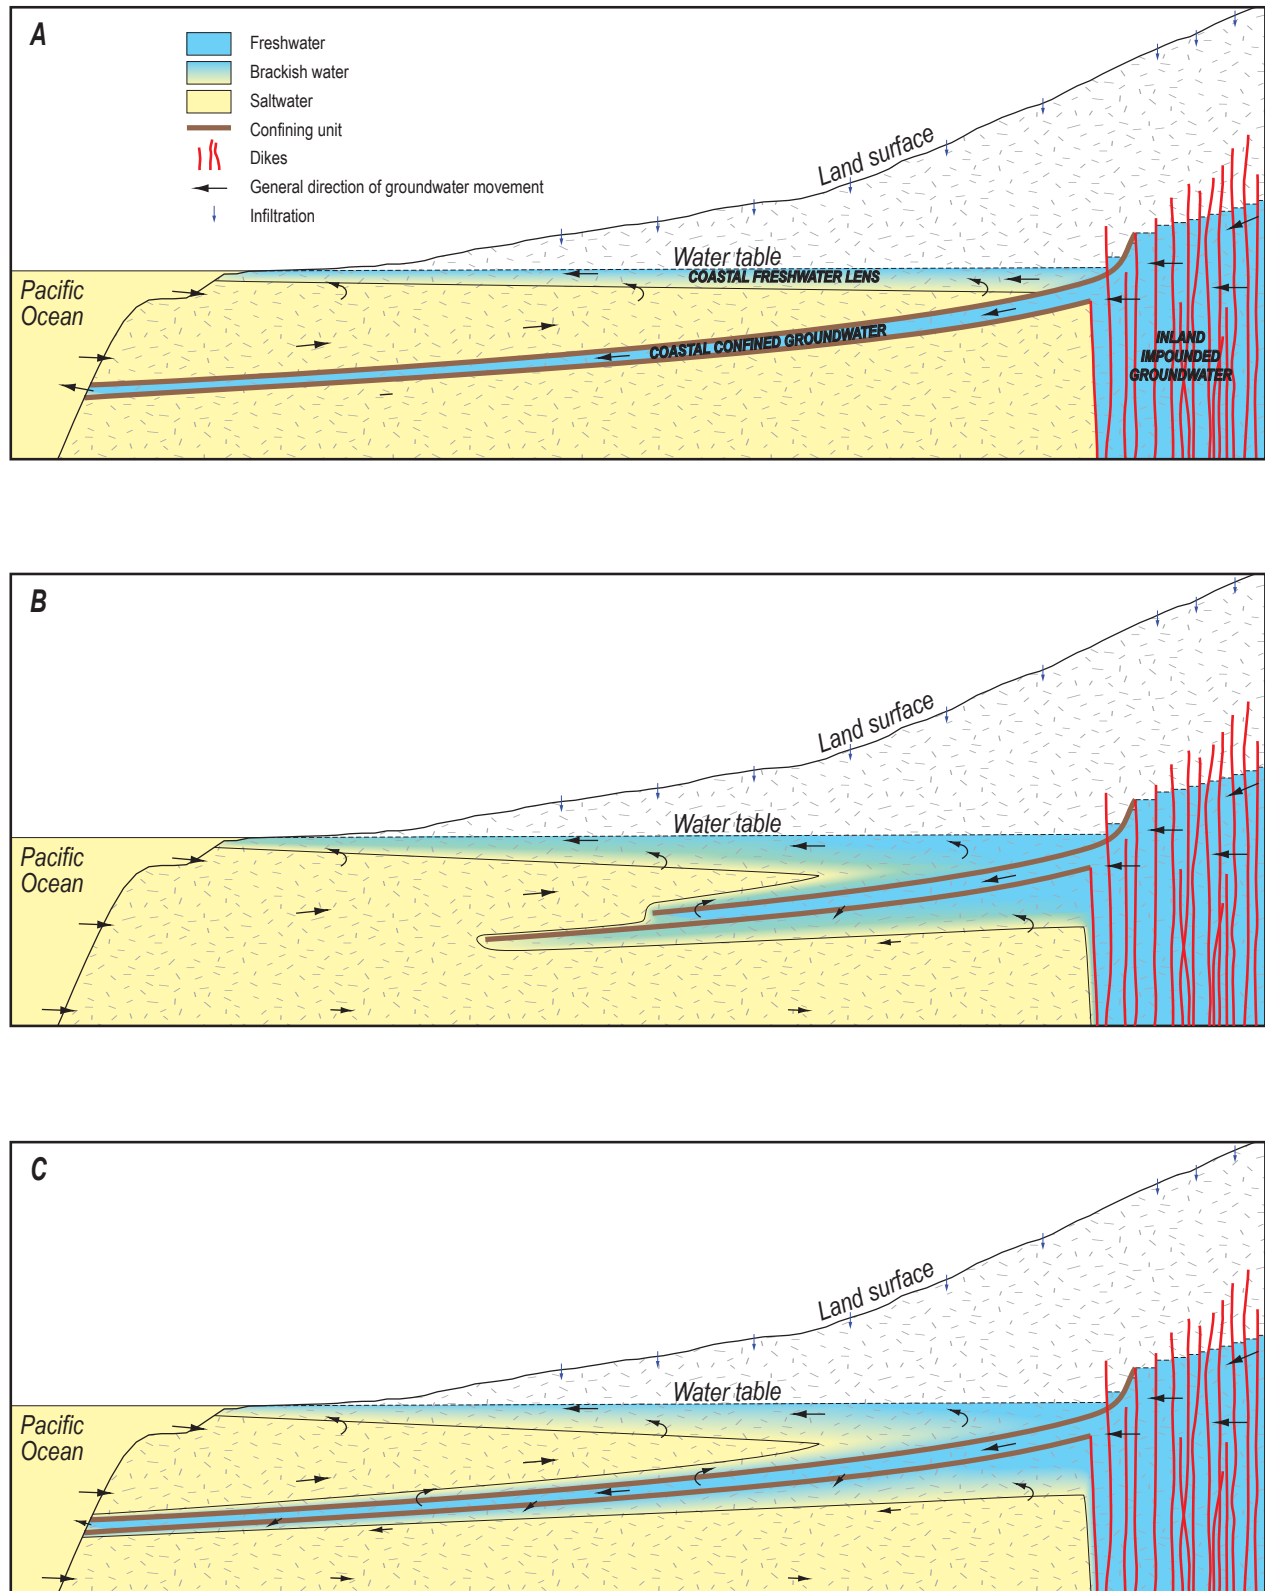 A
Freshwater
Brackish water
Saltwater
Confining unit
Dikes
General direction of groundwater movement
Infiltration
Land surface
Water table
COASTAL FRESHWATER LENS
Pacific
Ocean
COASTAL CONFINED GROUNDWATER
INLAND
IMPOUNDED
GROUNDWATER
B
Land surface
Water table
Pacific
Ocean
C
Land surface
Water table
Pacific
Ocean